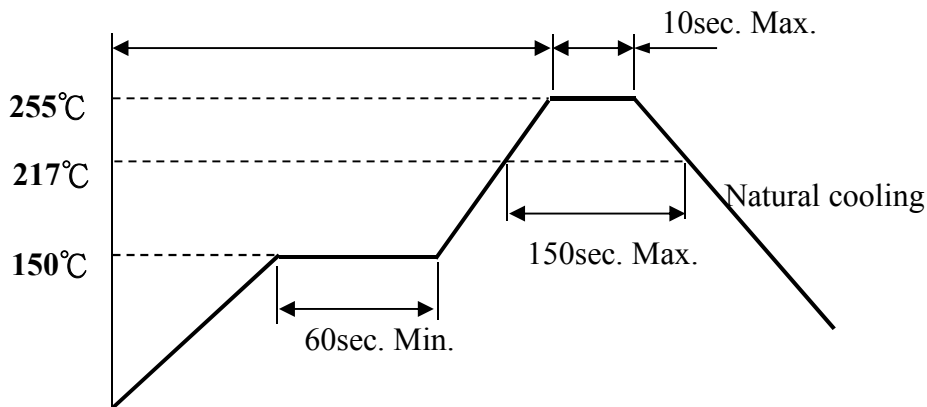 10sec. Max.
255℃
217℃
Natural cooling
150℃
150sec. Max.
60sec. Min.